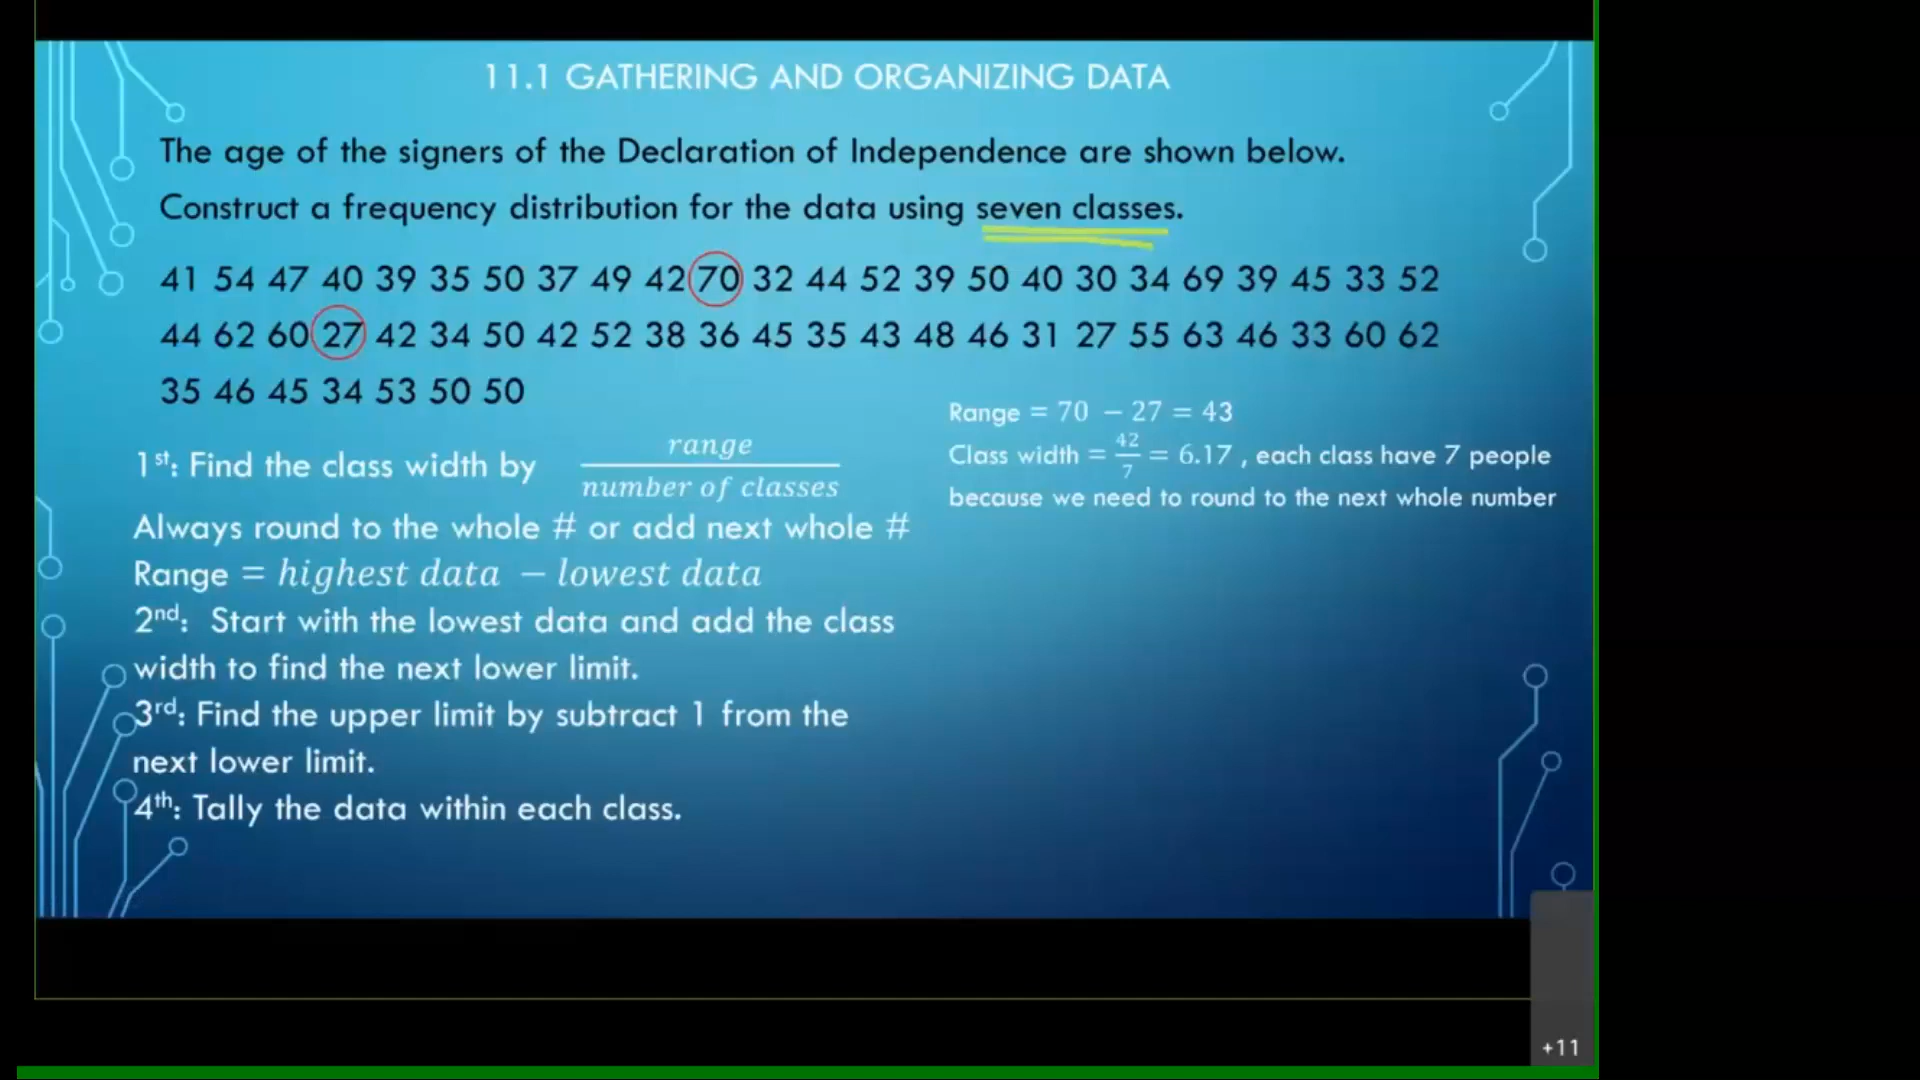 11.1 GATHERING AND ORGANIZING DATA
The age of the signers of the Declaration of Independence are shown below.
Construct a frequency distribution for the data using seven classes.
41 54 47 40 39 35 50 37 49 42 70 32 44 52 39 50 40 30 34 69 39 45 33 52
44 62 60 27 42 34 50 42 52 38 36 45 35 43 48 46 31 27 55 63 46 33 60 62
35 46 45 34 53 50 50
1st: Find the class width by range / number of classes
Always round to the whole # or add next whole #
Range = highest data − lowest data
2nd: Start with the lowest data and add the class
width to find the next lower limit.
3rd: Find the upper limit by subtract 1 from the
next lower limit.
4th: Tally the data within each class.
Range = 70 − 27 = 43
Class width = 42/7 = 6.17 , each class have 7 people
because we need to round to the next whole number
+11